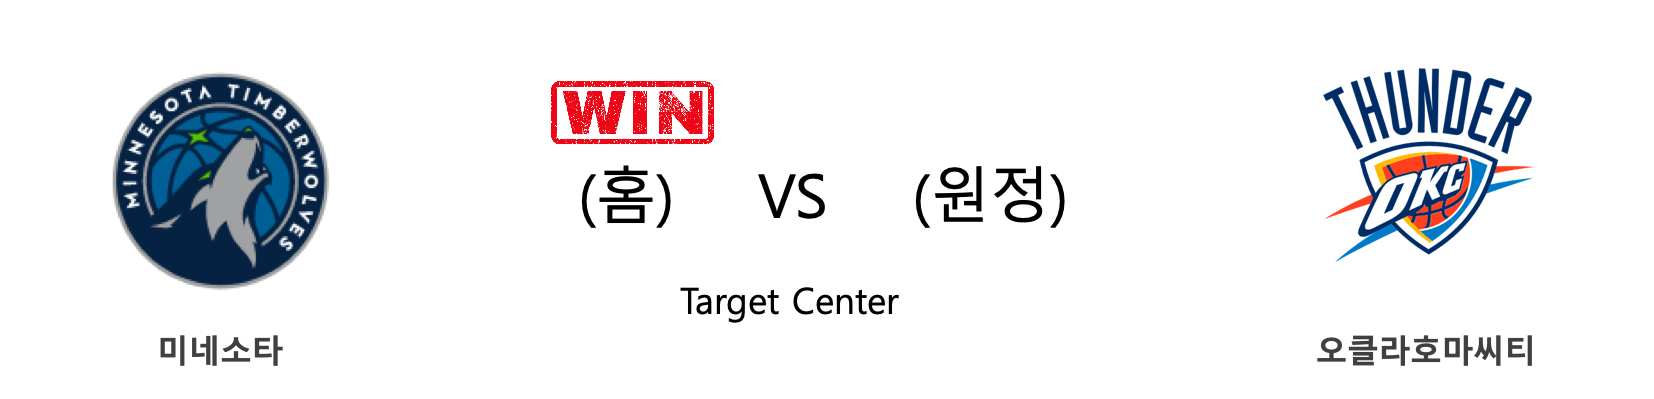 MINNESOTA TIMBERWOLVES
WIN
(홈) VS (원정)
Target Center
미네소타
THUNDER
OKC
오클라호마씨티